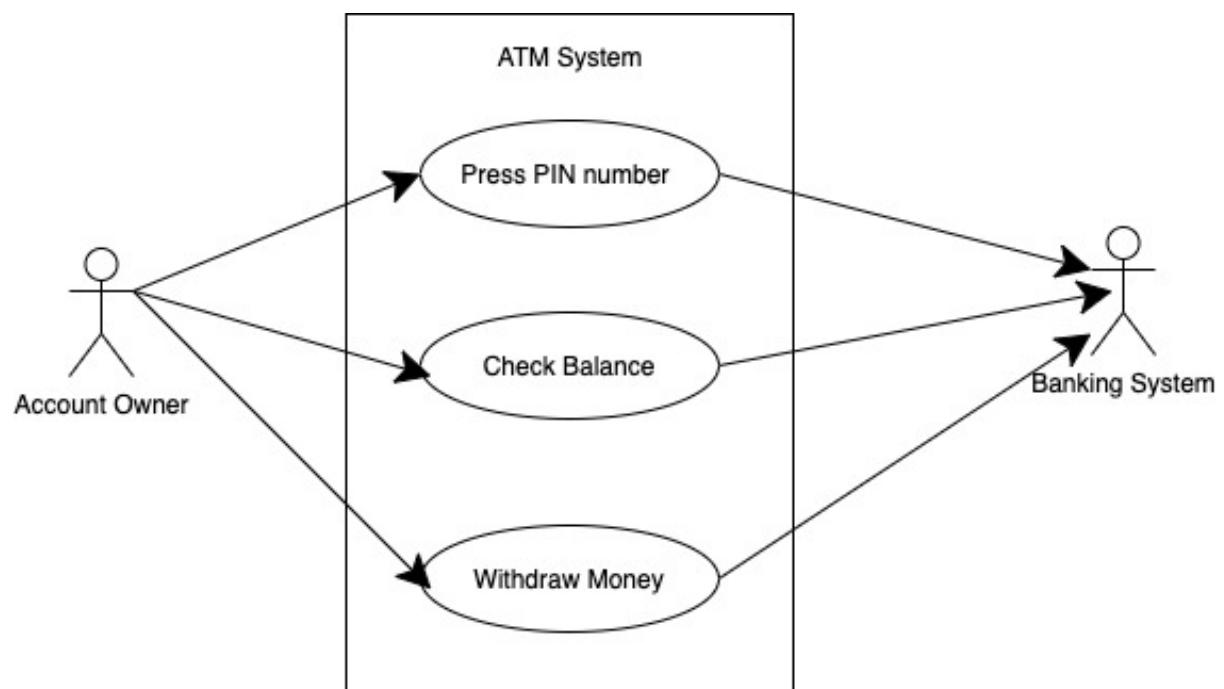 ATM System
Press PIN number
Account Owner
Check Balance
Banking System
Withdraw Money